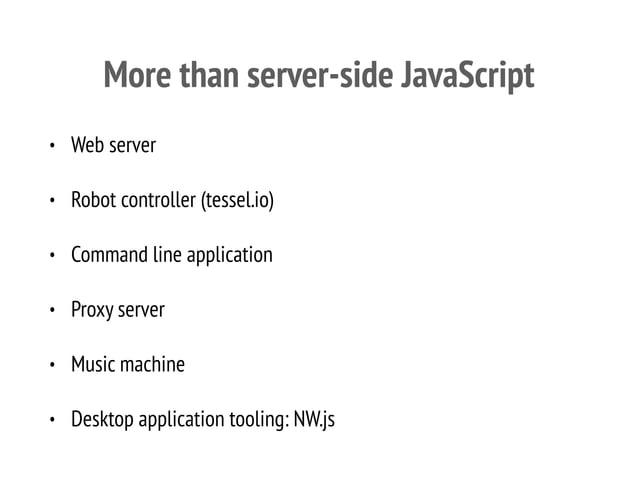 More than server-side JavaScript
• Web server
• Robot controller (tessel.io)
• Command line application
• Proxy server
• Music machine
• Desktop application tooling: NW.js